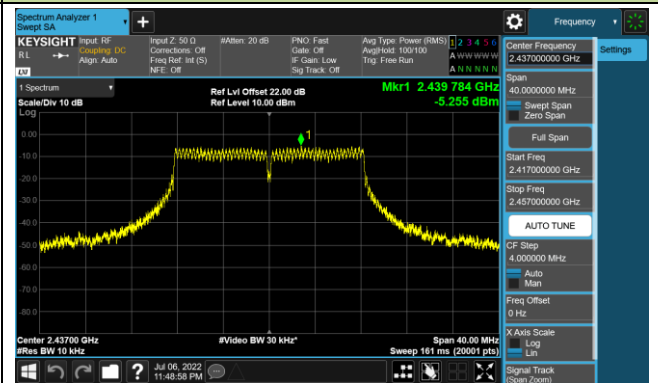 Spectrum Analyzer 1
Swept SA
+
Frequency
KEYSIGHT
RL
LNI
Input: RF
Coupling: DC
Align: Auto
Input Z: 50 Ω
Corrections: Off
Freq Ref: Int (S)
NFE: Off
#Atten: 20 dB
PNO: Fast
Gate: Off
IF Gain: Low
Sig Track: Off
Avg Type: Power (RMS)
Avg|Hold: 100/100
Trig: Free Run
1 2 3 4 5 6
A W W W W W
A N N N N N
1 Spectrum
Scale/Div 10 dB
Log
Ref Lvl Offset 22.00 dB
Ref Level 10.00 dBm
Mkr1 2.439 784 GHz
-5.255 dBm
1
0.00
-10.0
-20.0
-30.0
-40.0
-50.0
-60.0
-70.0
-80.0
Center 2.43700 GHz
#Res BW 10 kHz
#Video BW 30 kHz*
Span 40.00 MHz
Sweep 161 ms (20001 pts)
Jul 06, 2022
11:48:58 PM
Center Frequency
2.437000000 GHz
Settings
Span
40.0000000 MHz
Swept Span
Zero Span
Full Span
Start Freq
2.417000000 GHz
Stop Freq
2.457000000 GHz
AUTO TUNE
CF Step
4.000000 MHz
Auto
Man
Freq Offset
0 Hz
X Axis Scale
Log
Lin
Signal Track
(Span Zoom)